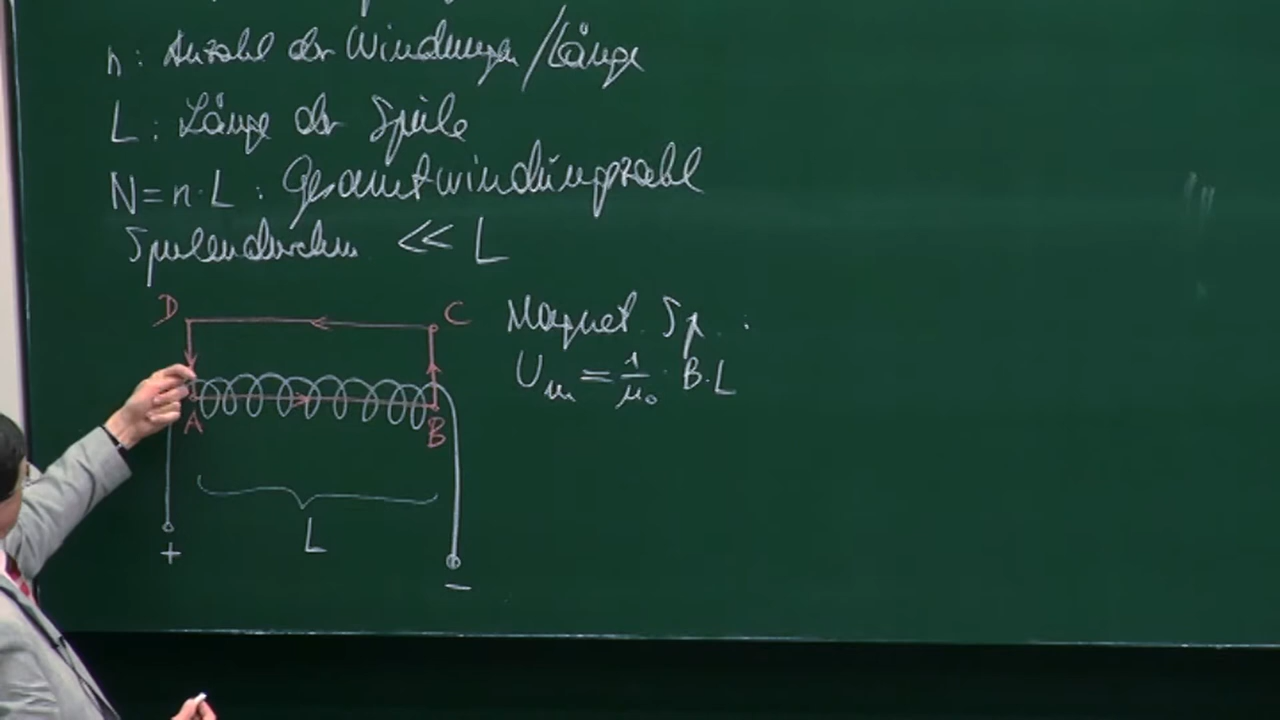 n: Anzahl der Windungen/Länge
L: Länge der Spule
N = n·L : Gesamtwindungszahl
Spulendurchm << L
D
C
Magnet. Sp. :
U_m = 1/μ₀ · B·L
A
B
L
+
−